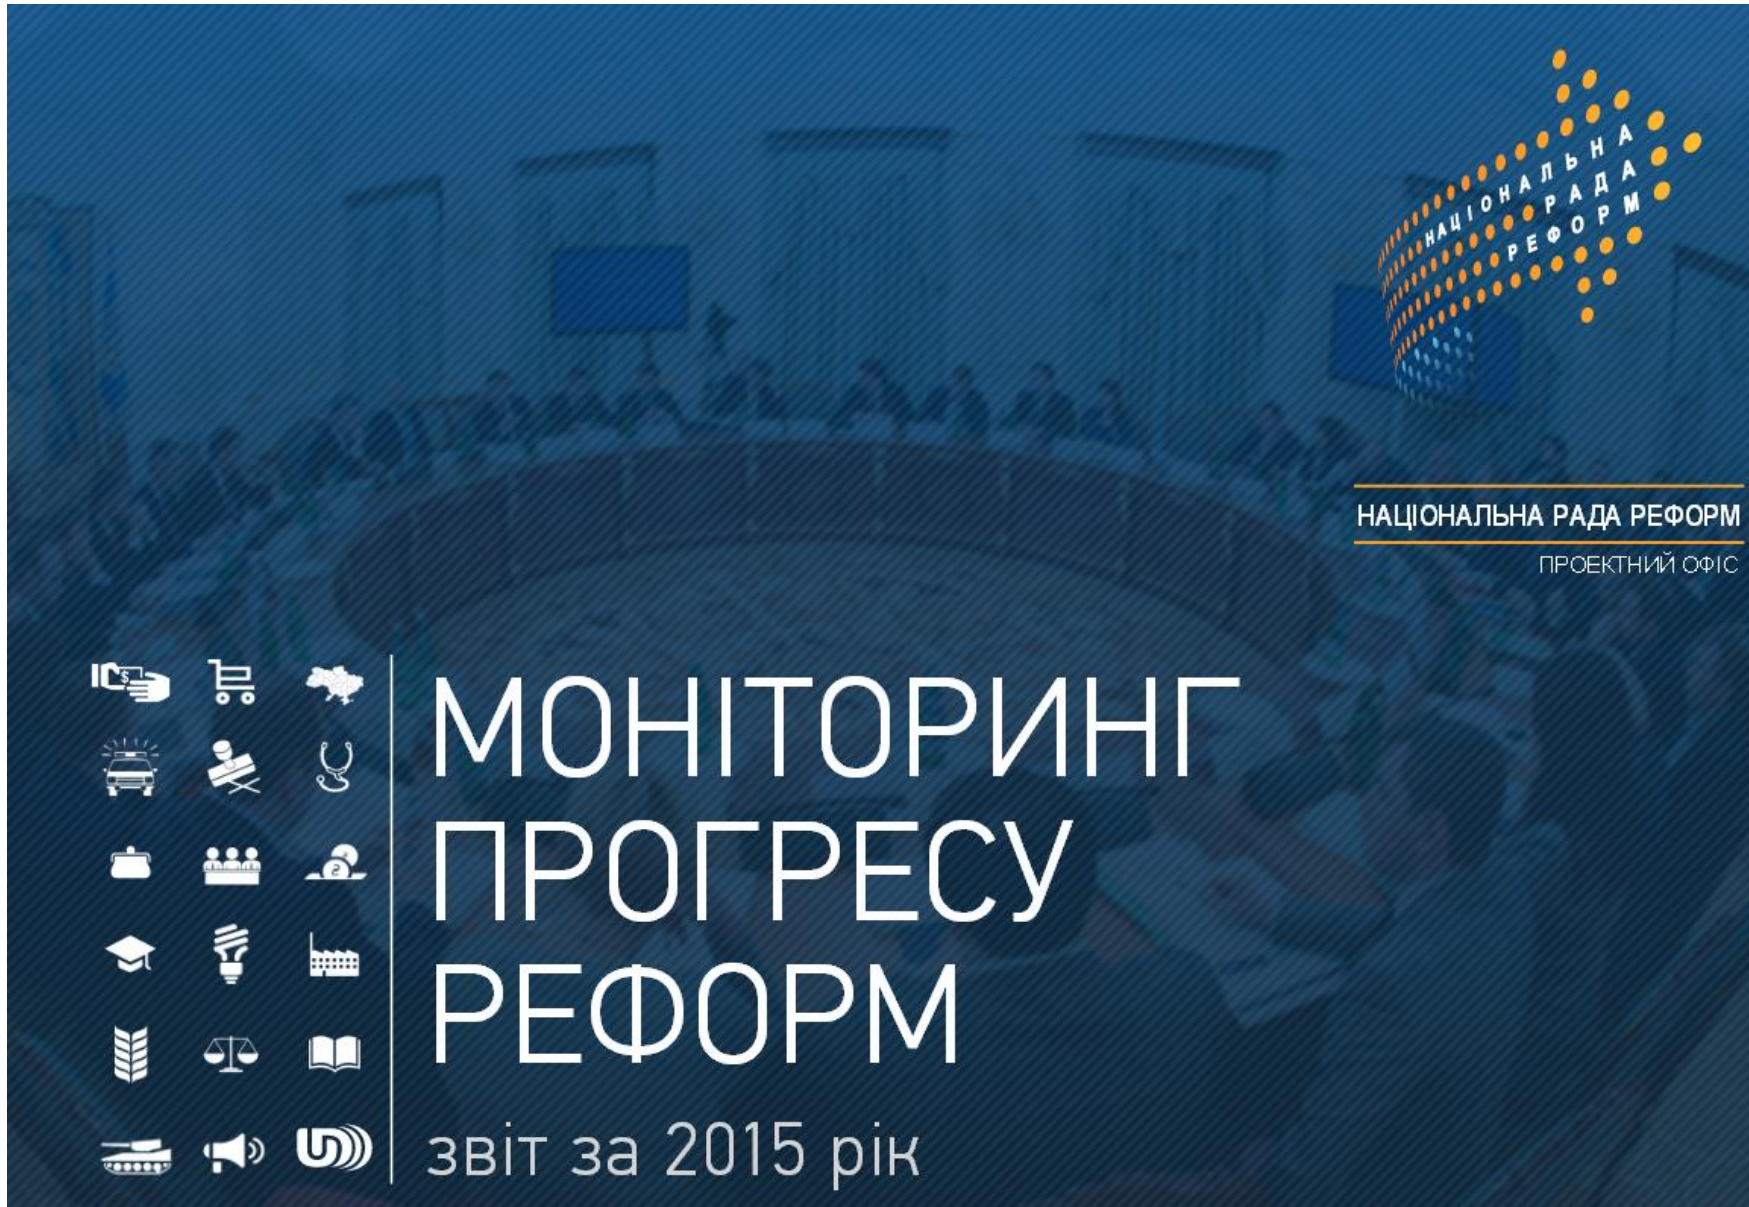 НАЦІОНАЛЬНА
РАДА
РЕФОРМ
НАЦІОНАЛЬНА РАДА РЕФОРМ
ПРОЕКТНИЙ ОФІС
МОНІТОРИНГ
ПРОГРЕСУ
РЕФОРМ
звіт за 2015 рік